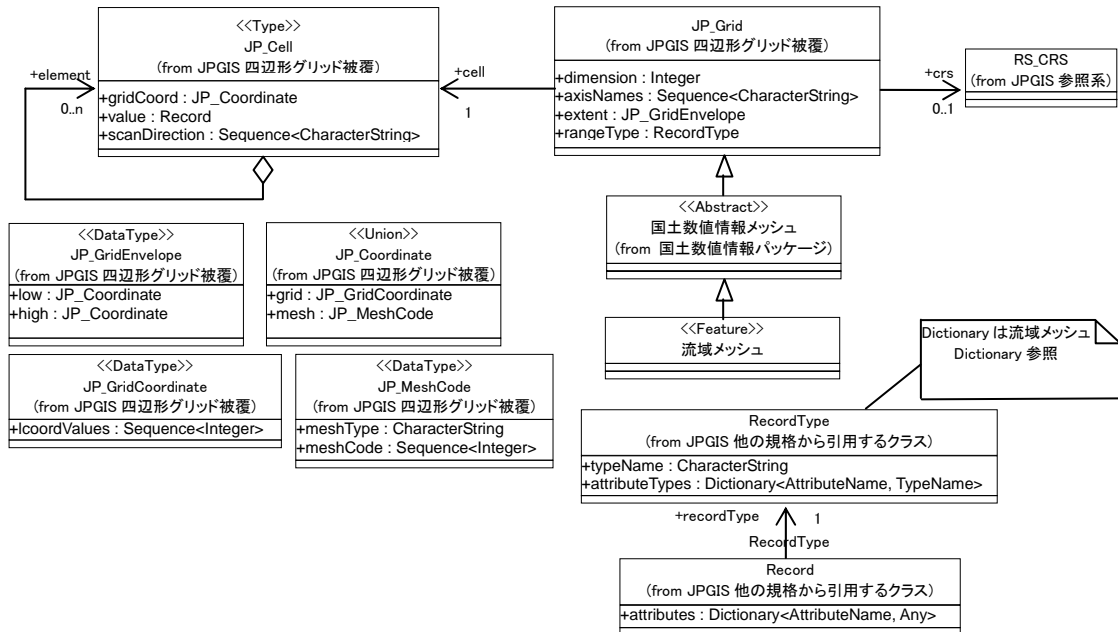 <<Type>>
JP_Cell
(from JPGIS 四辺形グリッド被覆)
+gridCoord : JP_Coordinate
+value : Record
+scanDirection : Sequence<CharacterString>
+element
0..n
+cell
1
JP_Grid
(from JPGIS 四辺形グリッド被覆)
+dimension : Integer
+axisNames : Sequence<CharacterString>
+extent : JP_GridEnvelope
+rangeType : RecordType
+crs
0..1
RS_CRS
(from JPGIS 参照系)
<<Abstract>>
国土数値情報メッシュ
(from 国土数値情報パッケージ)
<<DataType>>
JP_GridEnvelope
(from JPGIS 四辺形グリッド被覆)
+low : JP_Coordinate
+high : JP_Coordinate
<<Union>>
JP_Coordinate
(from JPGIS 四辺形グリッド被覆)
+grid : JP_GridCoordinate
+mesh : JP_MeshCode
<<Feature>>
流域メッシュ
Dictionary は流域メッシュ
Dictionary 参照
<<DataType>>
JP_GridCoordinate
(from JPGIS 四辺形グリッド被覆)
+lcoordValues : Sequence<Integer>
<<DataType>>
JP_MeshCode
(from JPGIS 四辺形グリッド被覆)
+meshType : CharacterString
+meshCode : Sequence<Integer>
RecordType
(from JPGIS 他の規格から引用するクラス)
+typeName : CharacterString
+attributeTypes : Dictionary<AttributeName, TypeName>
+recordType
1
RecordType
Record
(from JPGIS 他の規格から引用するクラス)
+attributes : Dictionary<AttributeName, Any>